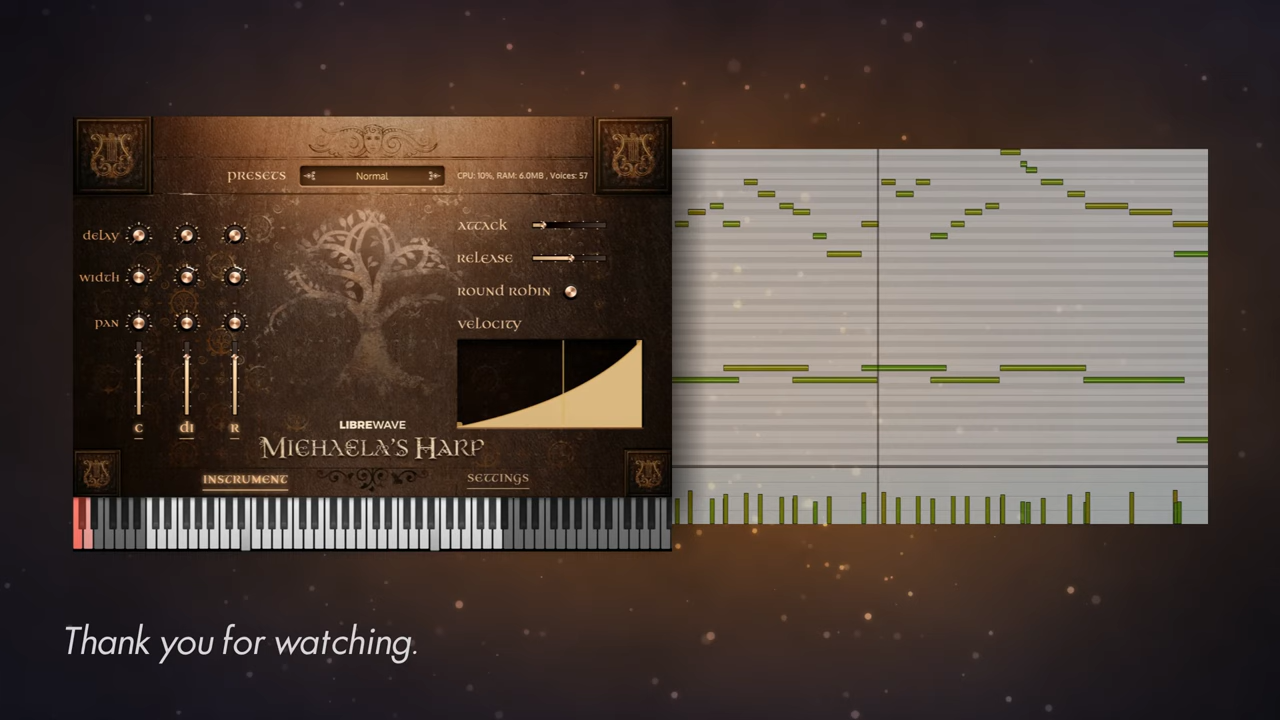 PRESETS
Normal
CPU: 10%, RAM: 6.0MB , Voices: 57
DELAY
WIDTH
PAN
C
DI
R
ATTACK
RELEASE
ROUND ROBIN
VELOCITY
LIBREWAVE
MICHAELA'S HARP
INSTRUMENT
SETTINGS
Thank you for watching.